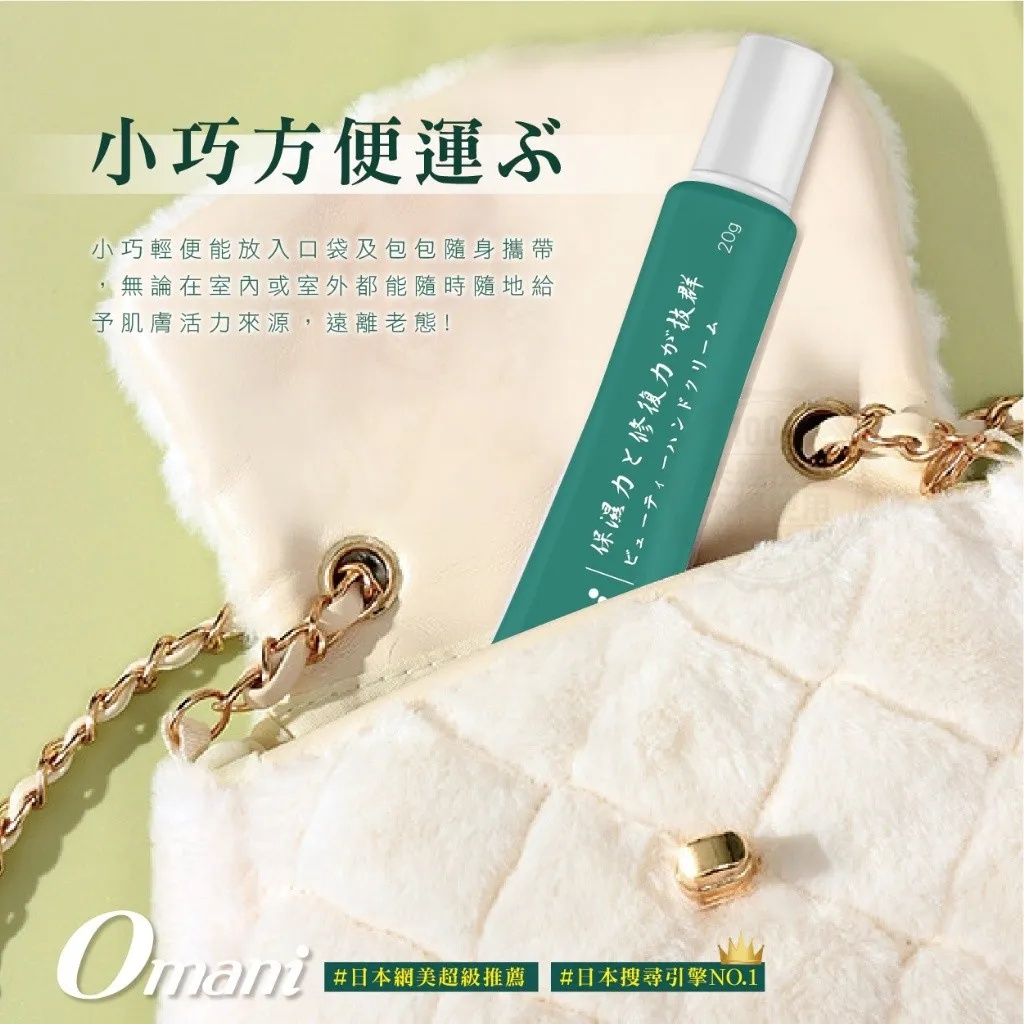 小巧方便運ぶ
小巧輕便能放入口袋及包包隨身攜帶
，無論在室內或室外都能隨時隨地給
予肌膚活力來源，遠離老態!
20g
保濕力と修復力が抜群
ビューティーハンドクリーム
Omani
#日本網美超級推薦
#日本搜尋引擎NO.1